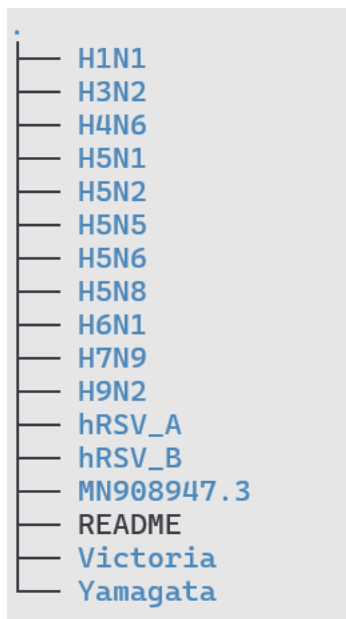 .
├── H1N1
├── H3N2
├── H4N6
├── H5N1
├── H5N2
├── H5N5
├── H5N6
├── H5N8
├── H6N1
├── H7N9
├── H9N2
├── hRSV_A
├── hRSV_B
├── MN908947.3
├── README
├── Victoria
└── Yamagata